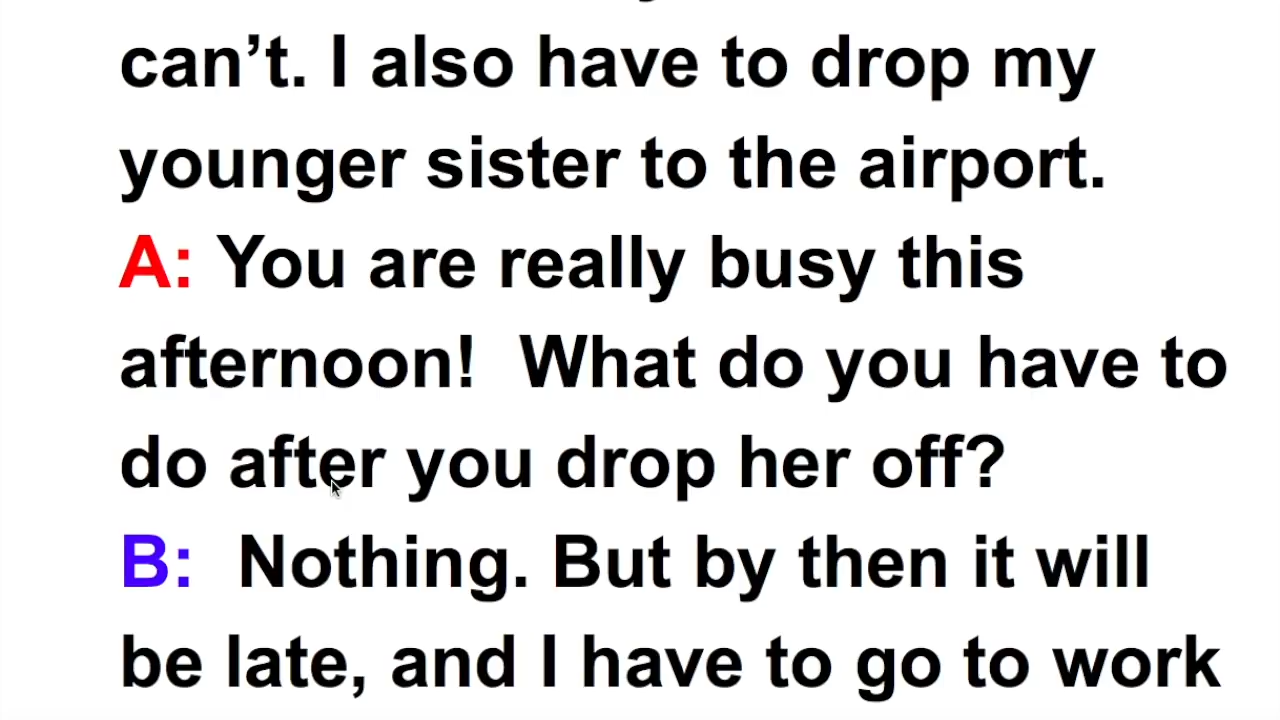 can’t. I also have to drop my
younger sister to the airport.
A: You are really busy this
afternoon!  What do you have to
do after you drop her off?
B:  Nothing. But by then it will
be late, and I have to go to work